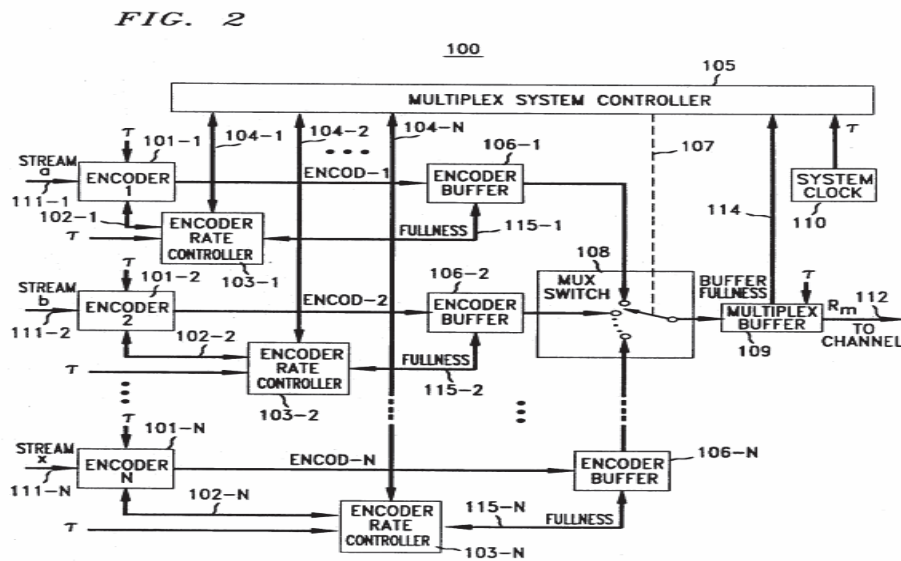 FIG. 2
100
105
MULTIPLEX SYSTEM CONTROLLER
104-1
104-2
104-N
τ
101-1
STREAM
a
111-1
ENCODER
1
102-1
ENCOD-1
106-1
ENCODER
BUFFER
107
114
τ
SYSTEM
CLOCK
110
τ
ENCODER
RATE
CONTROLLER
103-1
FULLNESS
115-1
τ
101-2
STREAM
b
111-2
ENCODER
2
102-2
ENCOD-2
106-2
ENCODER
BUFFER
108
MUX
SWITCH
BUFFER
FULLNESS
τ
MULTIPLEX
BUFFER
109
Rm
112
TO
CHANNEL
τ
ENCODER
RATE
CONTROLLER
103-2
FULLNESS
115-2
τ
101-N
STREAM
x
111-N
ENCODER
N
102-N
ENCOD-N
ENCODER
BUFFER
106-N
τ
ENCODER
RATE
CONTROLLER
103-N
115-N
FULLNESS